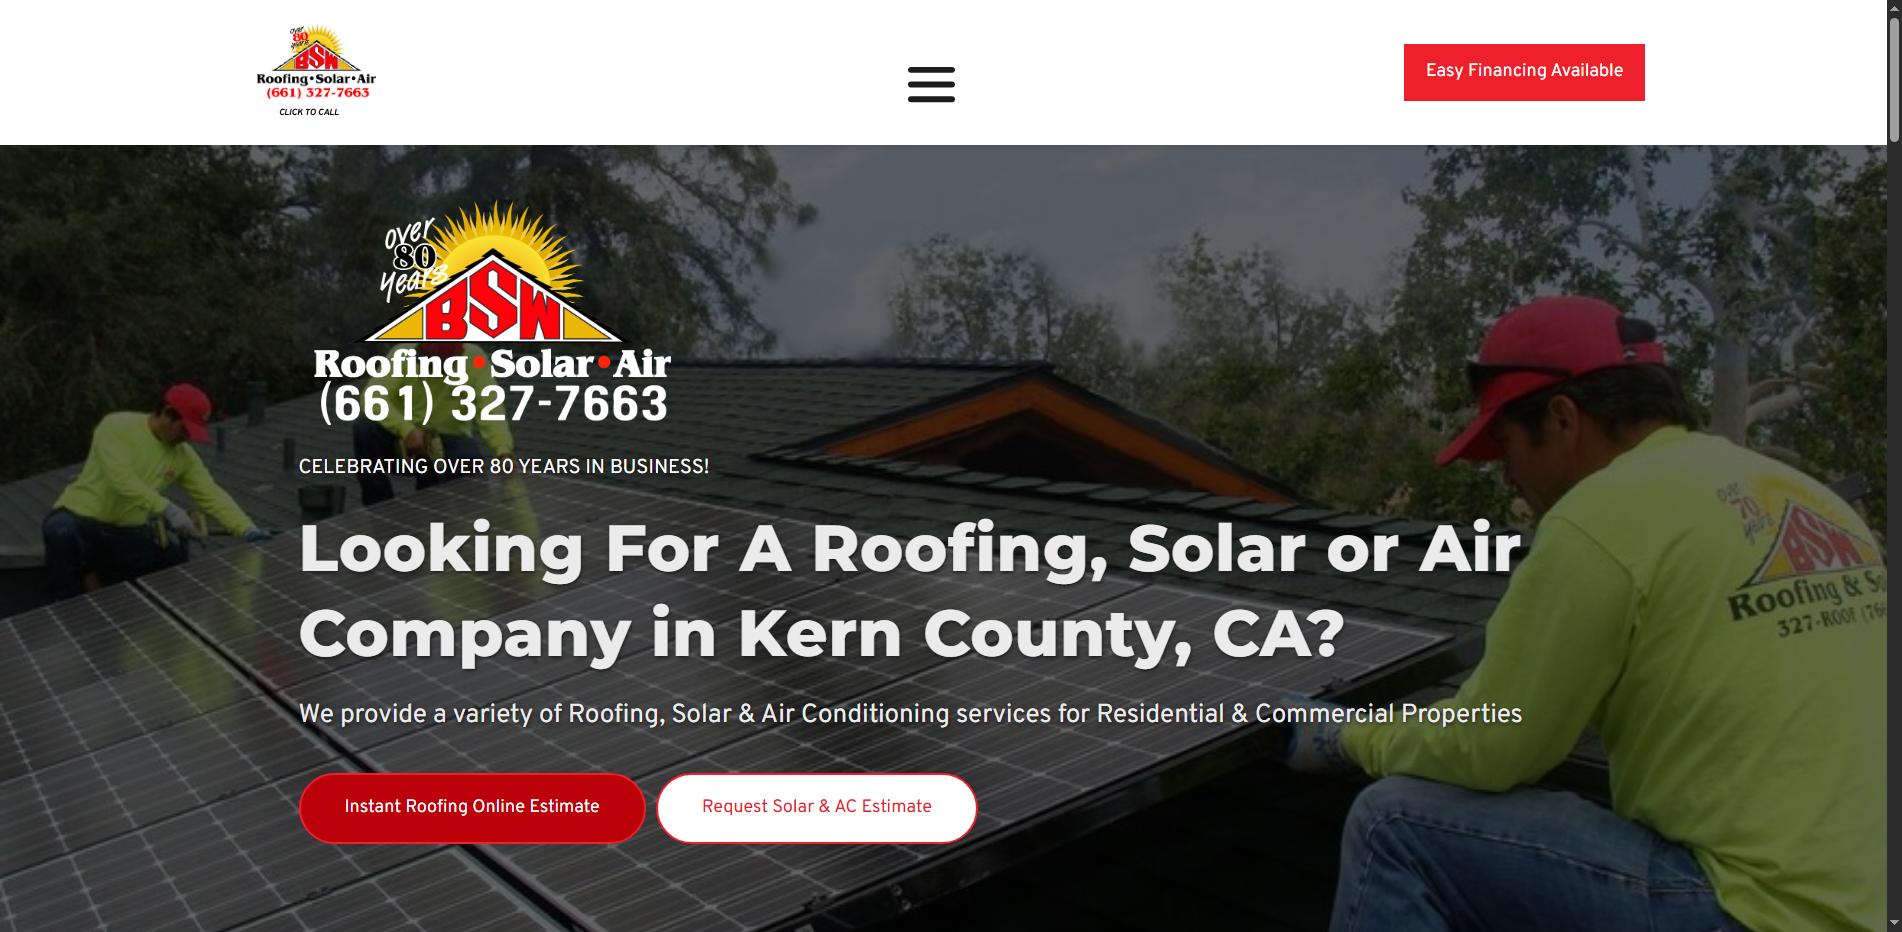 over
80
years
BSW
Roofing•Solar•Air
(661) 327-7663
CLICK TO CALL
Easy Financing Available
over
80
years
BSW
Roofing•Solar•Air
(661) 327-7663
CELEBRATING OVER 80 YEARS IN BUSINESS!
Looking For A Roofing, Solar or Air
Company in Kern County, CA?
We provide a variety of Roofing, Solar & Air Conditioning services for Residential & Commercial Properties
Instant Roofing Online Estimate
Request Solar & AC Estimate
over
70
years
BSW
Roofing &
327-ROOF